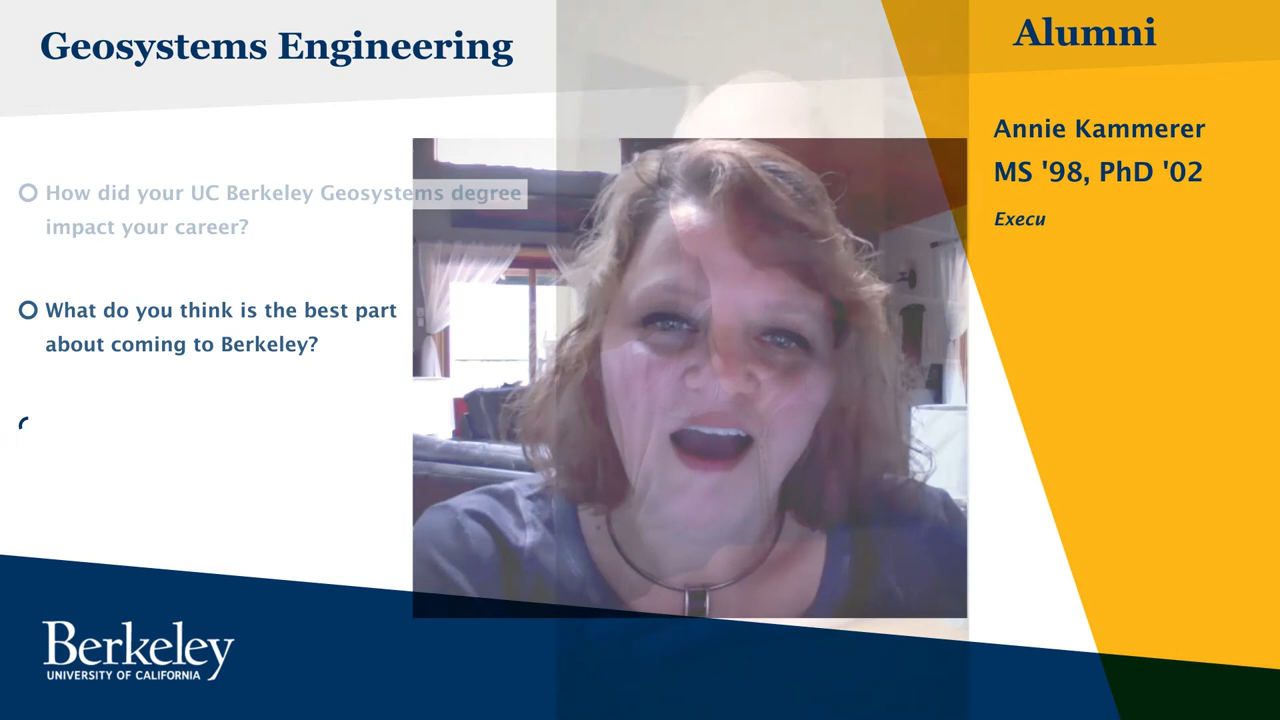 Geosystems Engineering
Alumni
Annie Kammerer
MS '98, PhD '02
Execu
How did your UC Berkeley Geosystems degree
impact your career?
What do you think is the best part
about coming to Berkeley?
Berkeley
UNIVERSITY OF CALIFORNIA